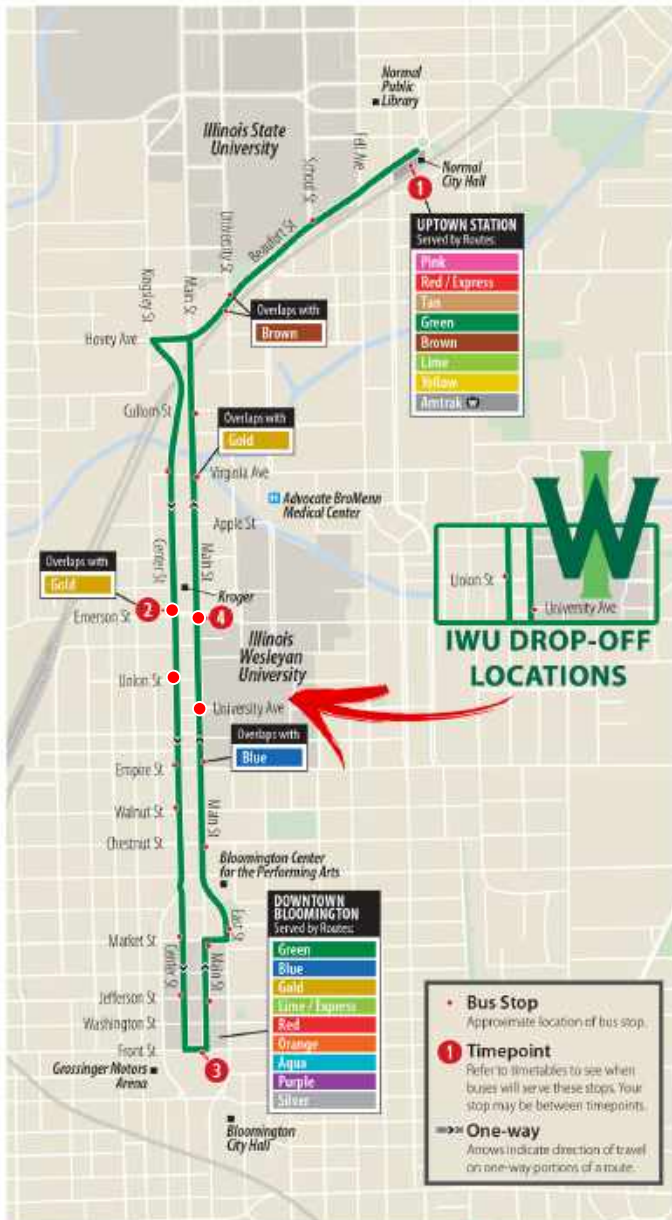 Normal
Public
Library
Illinois State
University
Fell Ave
School St
Normal
City Hall
1
University St
Beaufort St
UPTOWN STATION
Served by Routes:
Pink
Red / Express
Tan
Green
Brown
Lime
Yellow
Amtrak
Kingsley St
Main St
Overlaps with
Brown
Hovey Ave
Cullom St
Overlaps with
Gold
Virginia Ave
H Advocate BroMenn
Medical Center
Apple St
Center St
Main St
Overlaps with
Gold
Kroger
Emerson St
2
4
Illinois
Wesleyan
University
Union St
University Ave
W
Union St
University Ave
IWU DROP-OFF
LOCATIONS
Overlaps with
Blue
Empire St
Walnut St
Main St
Chestnut St
Bloomington Center
for the Performing Arts
East St
Market St
Center St
Main St
Jefferson St
Washington St
Front St
Grossinger Motors
Arena
3
DOWNTOWN
BLOOMINGTON
Served by Routes:
Green
Blue
Gold
Lime / Express
Red
Orange
Aqua
Purple
Silver
Bloomington
City Hall
Bus Stop
Approximate location of bus stop.
1 Timepoint
Refer to timetables to see when
buses will serve these stops. Your
stop may be between timepoints.
One-way
Arrows indicate direction of travel
on one-way portions of a route.